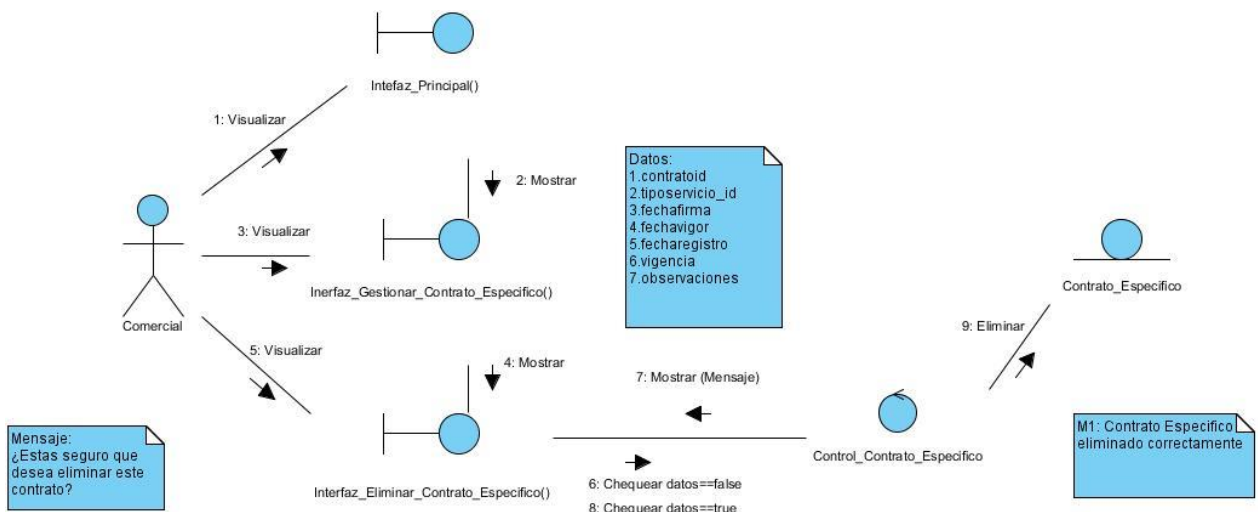 Intefaz_Principal()
1: Visualizar
2: Mostrar
Datos:
1.contratoid
2.tiposervicio_id
3.fechafirma
4.fechavigor
5.fecharegistro
6.vigencia
7.observaciones
3: Visualizar
Inerfaz_Gestionar_Contrato_Especifico()
Contrato_Especifico
Comercial
9: Eliminar
5: Visualizar
4: Mostrar
7: Mostrar (Mensaje)
Mensaje:
¿Estas seguro que
desea eliminar este
contrato?
M1: Contrato Especifico
eliminado correctamente
Control_Contrato_Especifico
Interfaz_Eliminar_Contrato_Especifico()
6: Chequear datos==false
8: Chequear datos==true